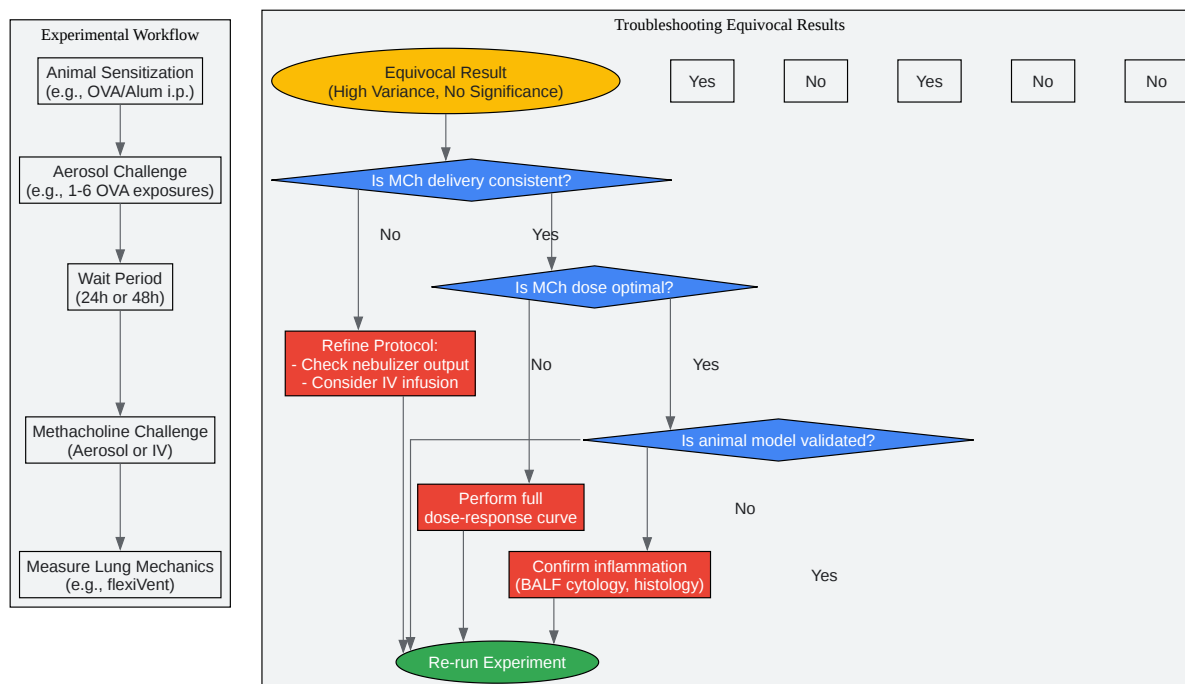 Experimental Workflow
Animal Sensitization
(e.g., OVA/Alum i.p.)
Aerosol Challenge
(e.g., 1-6 OVA exposures)
Wait Period
(24h or 48h)
Methacholine Challenge
(Aerosol or IV)
Measure Lung Mechanics
(e.g., flexiVent)
Troubleshooting Equivocal Results
Equivocal Result
(High Variance, No Significance)
Yes
No
Yes
No
No
Is MCh delivery consistent?
No
Yes
Is MCh dose optimal?
Refine Protocol:
- Check nebulizer output
- Consider IV infusion
No
Yes
Is animal model validated?
Perform full
dose-response curve
No
Confirm inflammation
(BALF cytology, histology)
Yes
Re-run Experiment